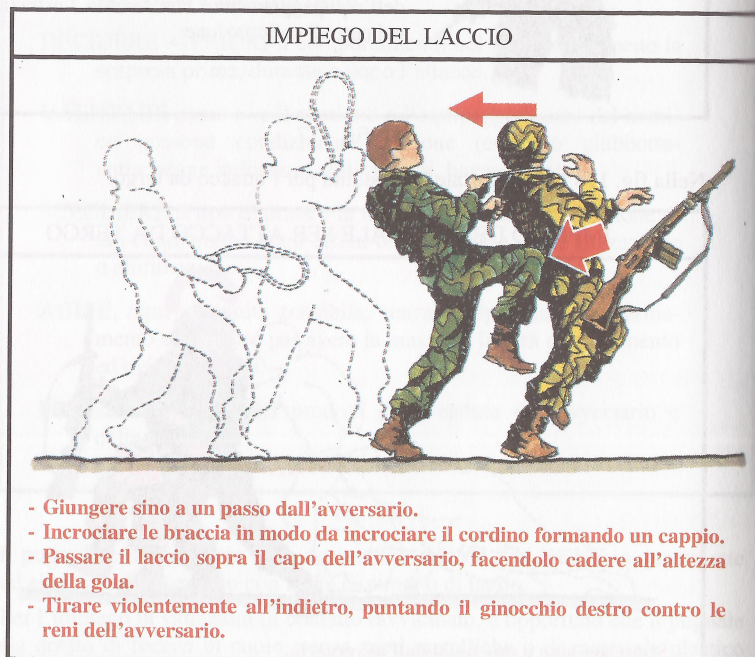 IMPIEGO DEL LACCIO
- Giungere sino a un passo dall'avversario.
- Incrociare le braccia in modo da incrociare il cordino formando un cappio.
- Passare il laccio sopra il capo dell'avversario, facendolo cadere all'altezza
della gola.
- Tirare violentemente all'indietro, puntando il ginocchio destro contro le
reni dell'avversario.